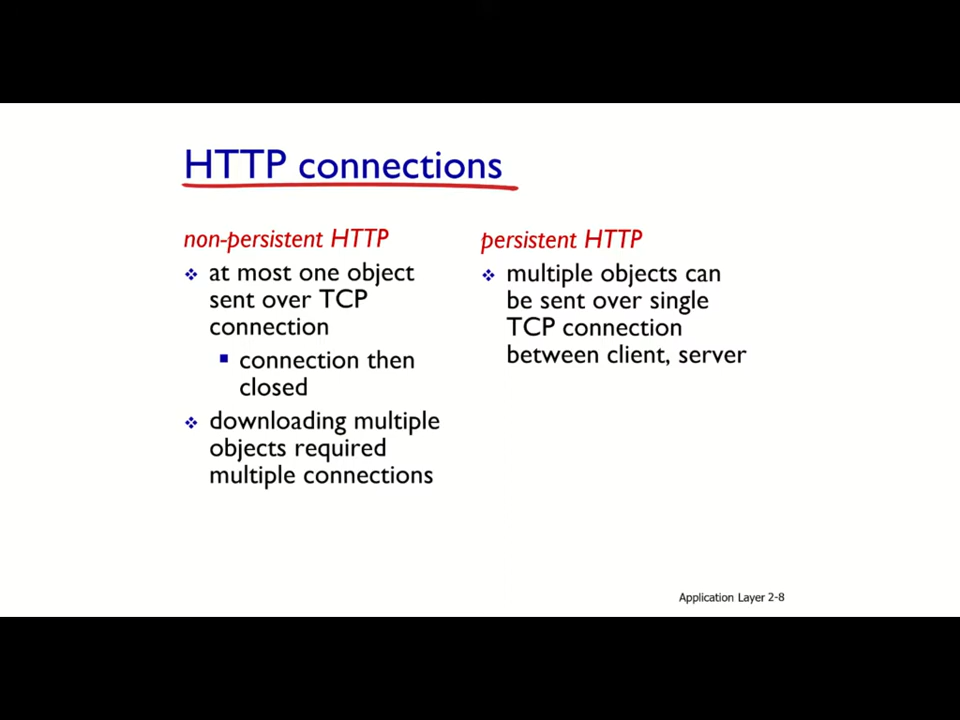 HTTP connections
non-persistent HTTP
❖ at most one object
sent over TCP
connection
▪ connection then
closed
❖ downloading multiple
objects required
multiple connections
persistent HTTP
❖ multiple objects can
be sent over single
TCP connection
between client, server
Application Layer 2-8